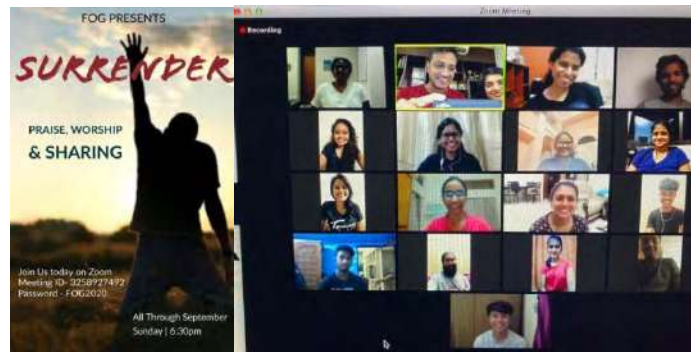 FOG PRESENTS
SURRENDER
PRAISE, WORSHIP
& SHARING
Join Us today on Zoom
Meeting ID- 3258927472
Password - FOG2020
All Through September
Sunday | 6:30pm
Zoom Meeting
Recording